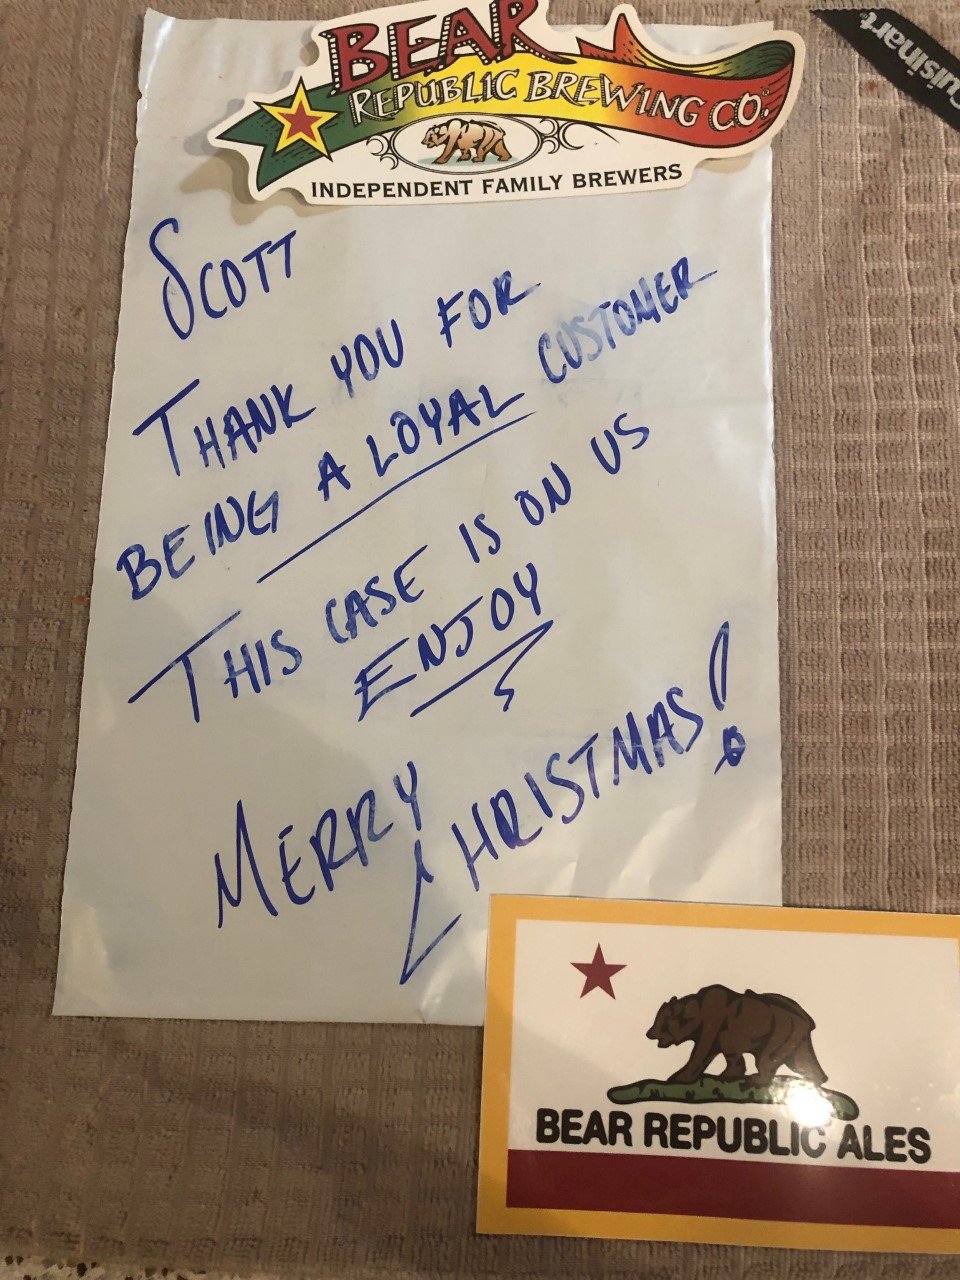 BEAR
REPUBLIC BREWING CO.
INDEPENDENT FAMILY BREWERS
Cuisinart
SCOTT
THANK YOU FOR
BEING A LOYAL CUSTOMER
THIS CASE IS ON US
ENJOY
MERRY CHRISTMAS!
BEAR REPUBLIC ALES